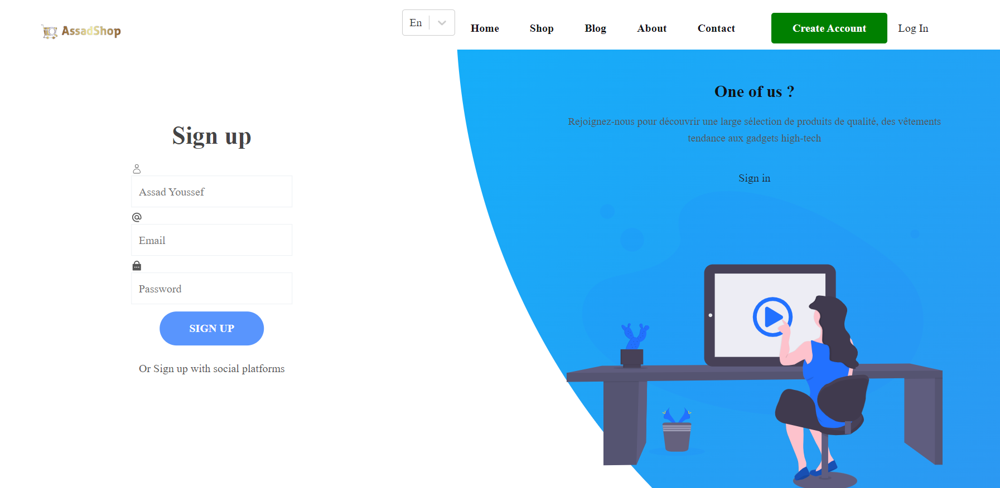 AssadShop
En
Home
Shop
Blog
About
Contact
Create Account
Log In
Sign up
Assad Youssef
Email
Password
SIGN UP
Or Sign up with social platforms
One of us ?
Rejoignez-nous pour découvrir une large sélection de produits de qualité, des vêtements
tendance aux gadgets high-tech
Sign in